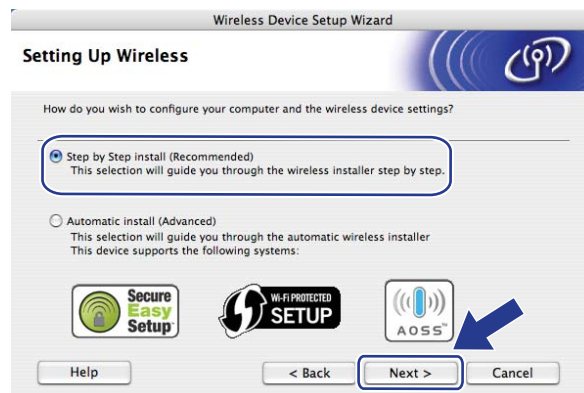 Wireless Device Setup Wizard
Setting Up Wireless
How do you wish to configure your computer and the wireless device settings?
Step by Step install (Recommended)
This selection will guide you through the wireless installer step by step.
Automatic install (Advanced)
This selection will guide you through the automatic wireless installer
This device supports the following systems:
Secure
Easy
Setup
Wi-Fi PROTECTED
SETUP
AOSS™
Help
< Back
Next >
Cancel